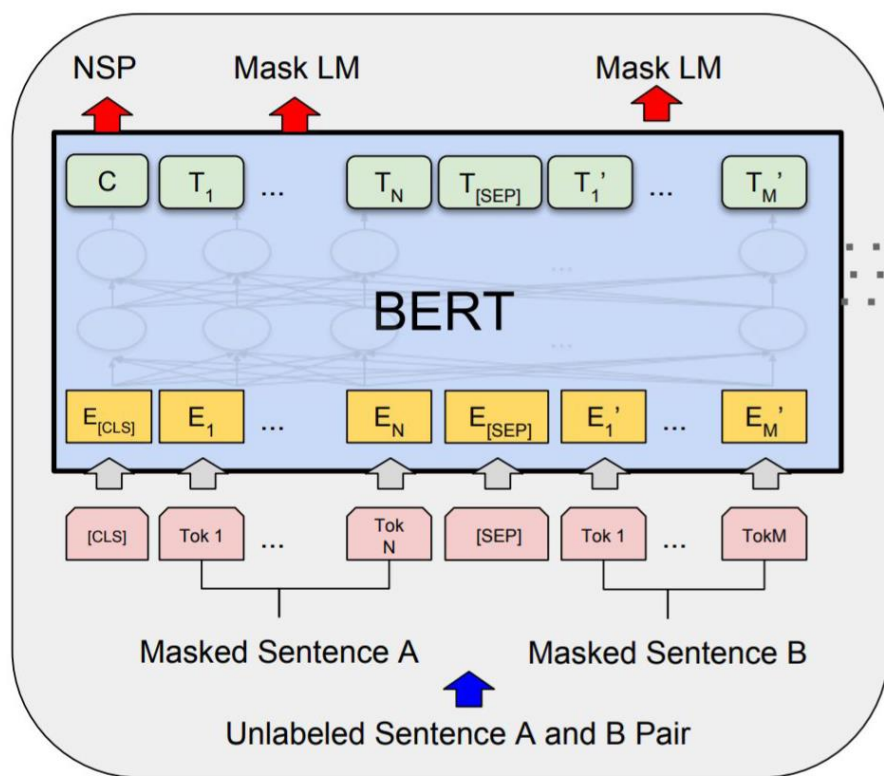 NSP Mask LM Mask LM
C T1 ... TN T[SEP] T1' ... TM'
...
BERT
...
E[CLS] E1 ... EN E[SEP] E1' ... EM'
[CLS] Tok 1 ... Tok N [SEP] Tok 1 ... TokM
Masked Sentence A Masked Sentence B
Unlabeled Sentence A and B Pair